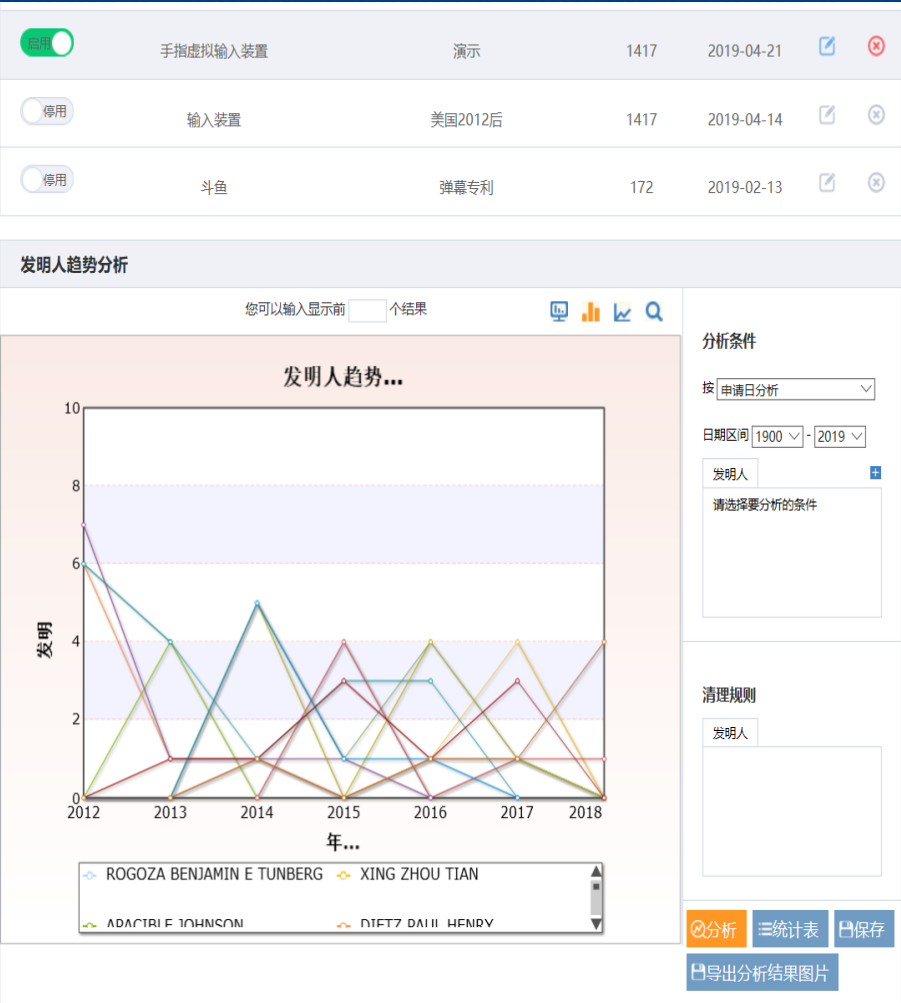 启用 手指虚拟输入装置 演示 1417 2019-04-21
停用 输入装置 美国2012后 1417 2019-04-14
停用 斗鱼 弹幕专利 172 2019-02-13
发明人趋势分析
您可以输入显示前 个结果
发明人趋势...
10
8
6
4
2
0
发明
2012 2013 2014 2015 2016 2017 2018
年...
ROGOZA BENJAMIN E TUNBERG XING ZHOU TIAN
APACIBLE JOHNSON DIETZ PAUL HENRY
分析条件
按 申请日分析
日期区间 1900 - 2019
发明人
请选择要分析的条件
清理规则
发明人
分析 统计表 保存
导出分析结果图片